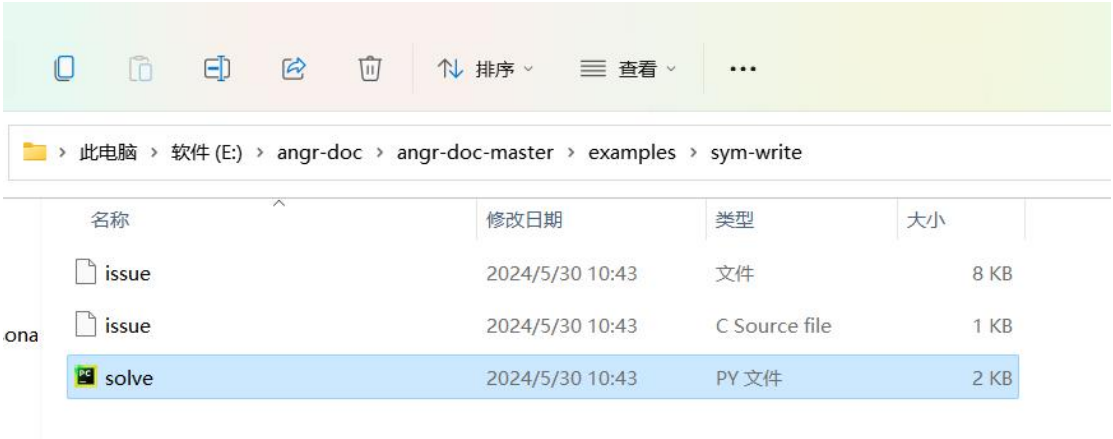 排序 查看 ...
此电脑 > 软件 (E:) > angr-doc > angr-doc-master > examples > sym-write
名称 修改日期 类型 大小
issue 2024/5/30 10:43 文件 8 KB
issue 2024/5/30 10:43 C Source file 1 KB
ona
PC solve 2024/5/30 10:43 PY 文件 2 KB